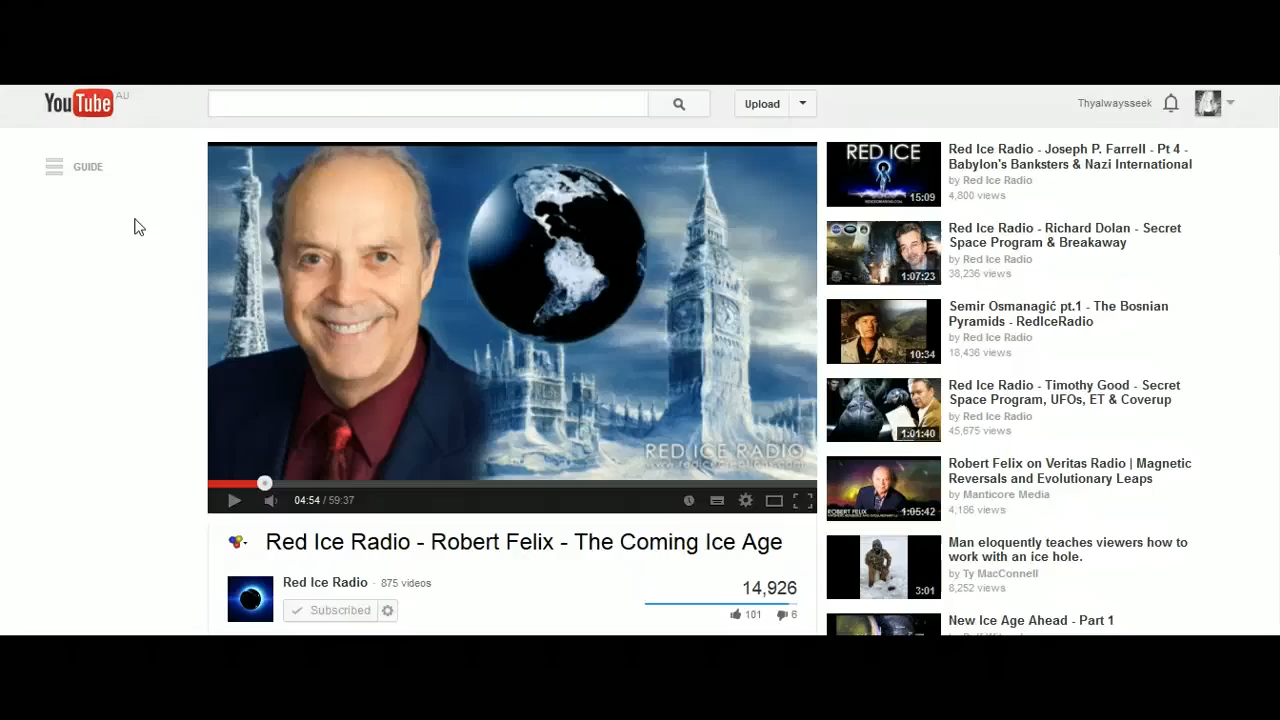 YouTube AU
Upload
Thyalwaysseek
GUIDE
RED ICE RADIO
www.redicecreations.com
04:54 / 59:37
Red Ice Radio - Robert Felix - The Coming Ice Age
Red Ice Radio · 875 videos
Subscribed
14,926
101 6
RED ICE
15:09
Red Ice Radio - Joseph P. Farrell - Pt 4 -
Babylon's Banksters & Nazi International
by Red Ice Radio
4,800 views
1:07:23
Red Ice Radio - Richard Dolan - Secret
Space Program & Breakaway
by Red Ice Radio
38,236 views
10:34
Semir Osmanagić pt.1 - The Bosnian
Pyramids - RedIceRadio
by Red Ice Radio
18,436 views
1:01:40
Red Ice Radio - Timothy Good - Secret
Space Program, UFOs, ET & Coverup
by Red Ice Radio
45,675 views
ROBERT FELIX
1:05:42
Robert Felix on Veritas Radio | Magnetic
Reversals and Evolutionary Leaps
by Manticore Media
4,186 views
3:01
Man eloquently teaches viewers how to
work with an ice hole.
by Ty MacConnell
8,252 views
New Ice Age Ahead - Part 1